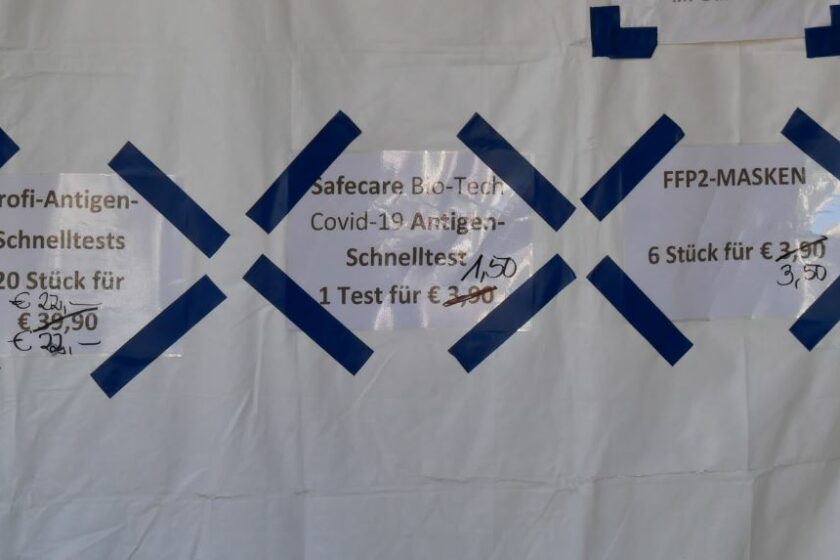 rofi-Antigen-
Schnelltests
20 Stück für
€ 22,—
€ 39,90
€ 22,—
Safecare Bio-Tech
Covid-19 Antigen-
Schnelltest
1,50
1 Test für € 3,90
FFP2-MASKEN
6 Stück für € 3,90
3,50